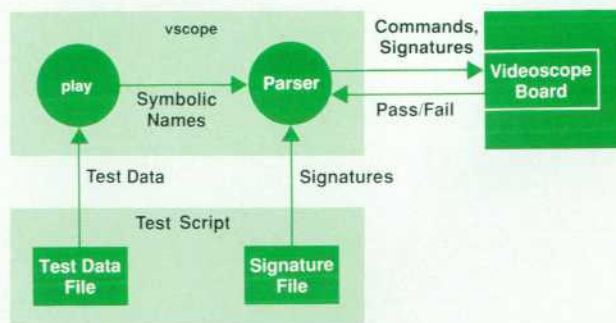 vscope
Commands,
Signatures
play
Parser
Videoscope
Board
Symbolic
Names
Pass/Fail
Test Data
Signatures
Test Script
Test Data
File
Signature
File